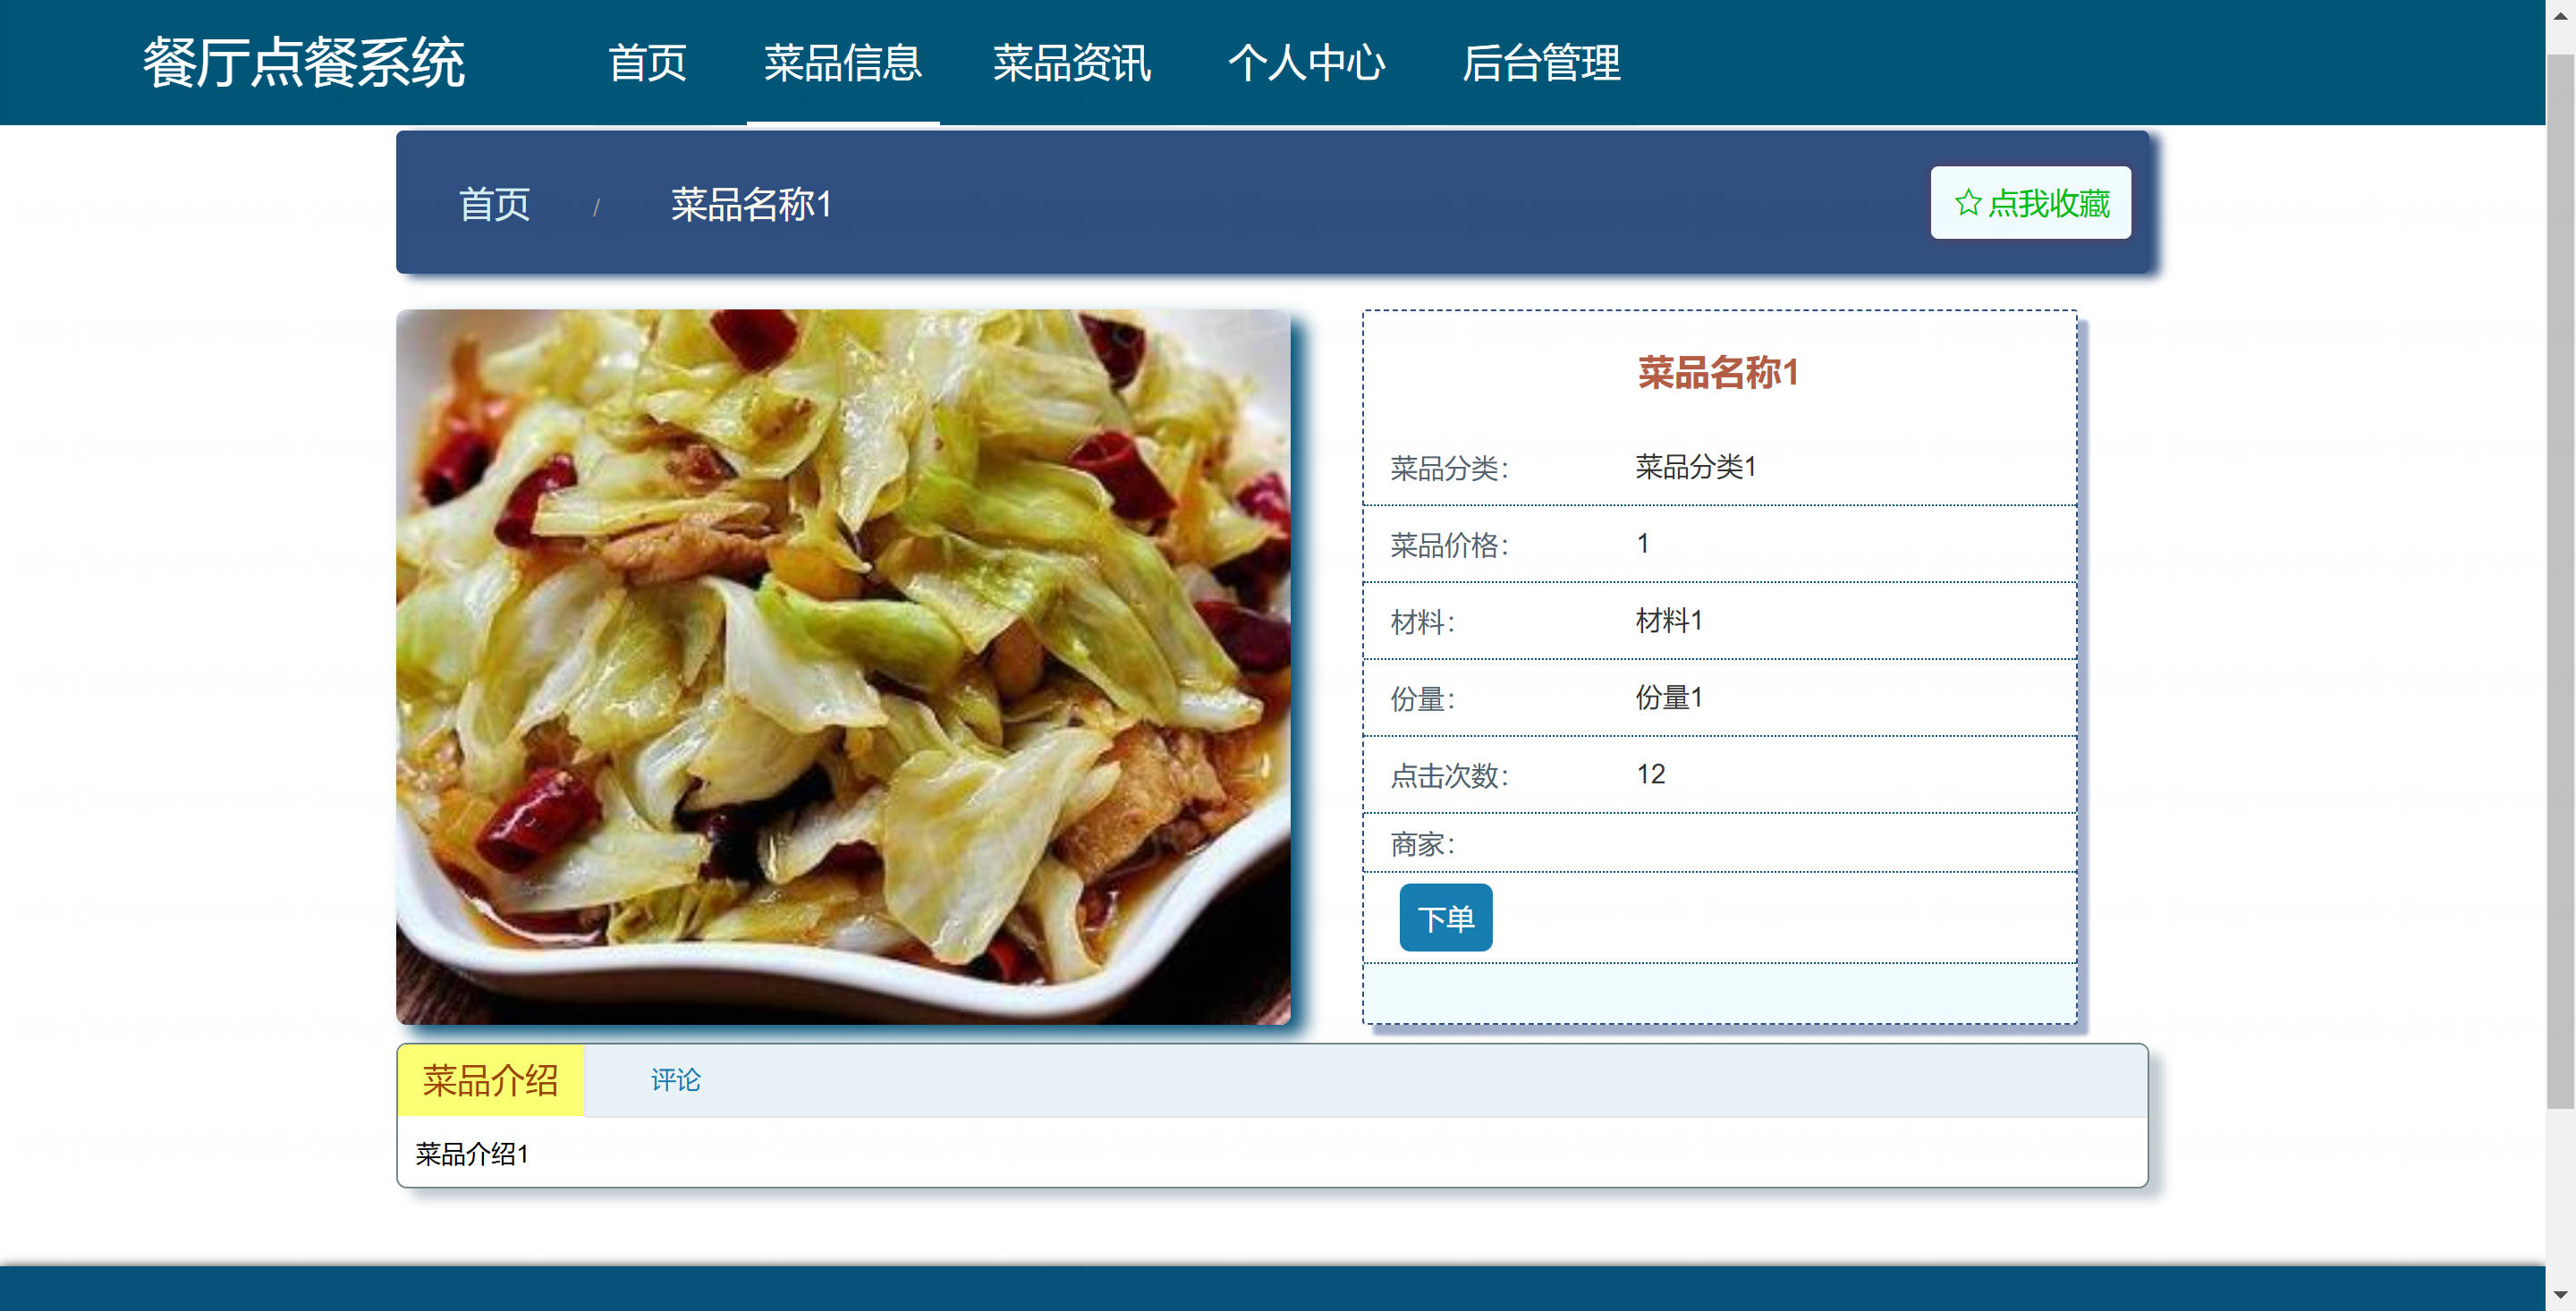 餐厅点餐系统 首页 菜品信息 菜品资讯 个人中心 后台管理
首页 / 菜品名称1 点我收藏
菜品名称1
菜品分类： 菜品分类1
菜品价格： 1
材料： 材料1
份量： 份量1
点击次数： 12
商家：
下单
菜品介绍 评论
菜品介绍1